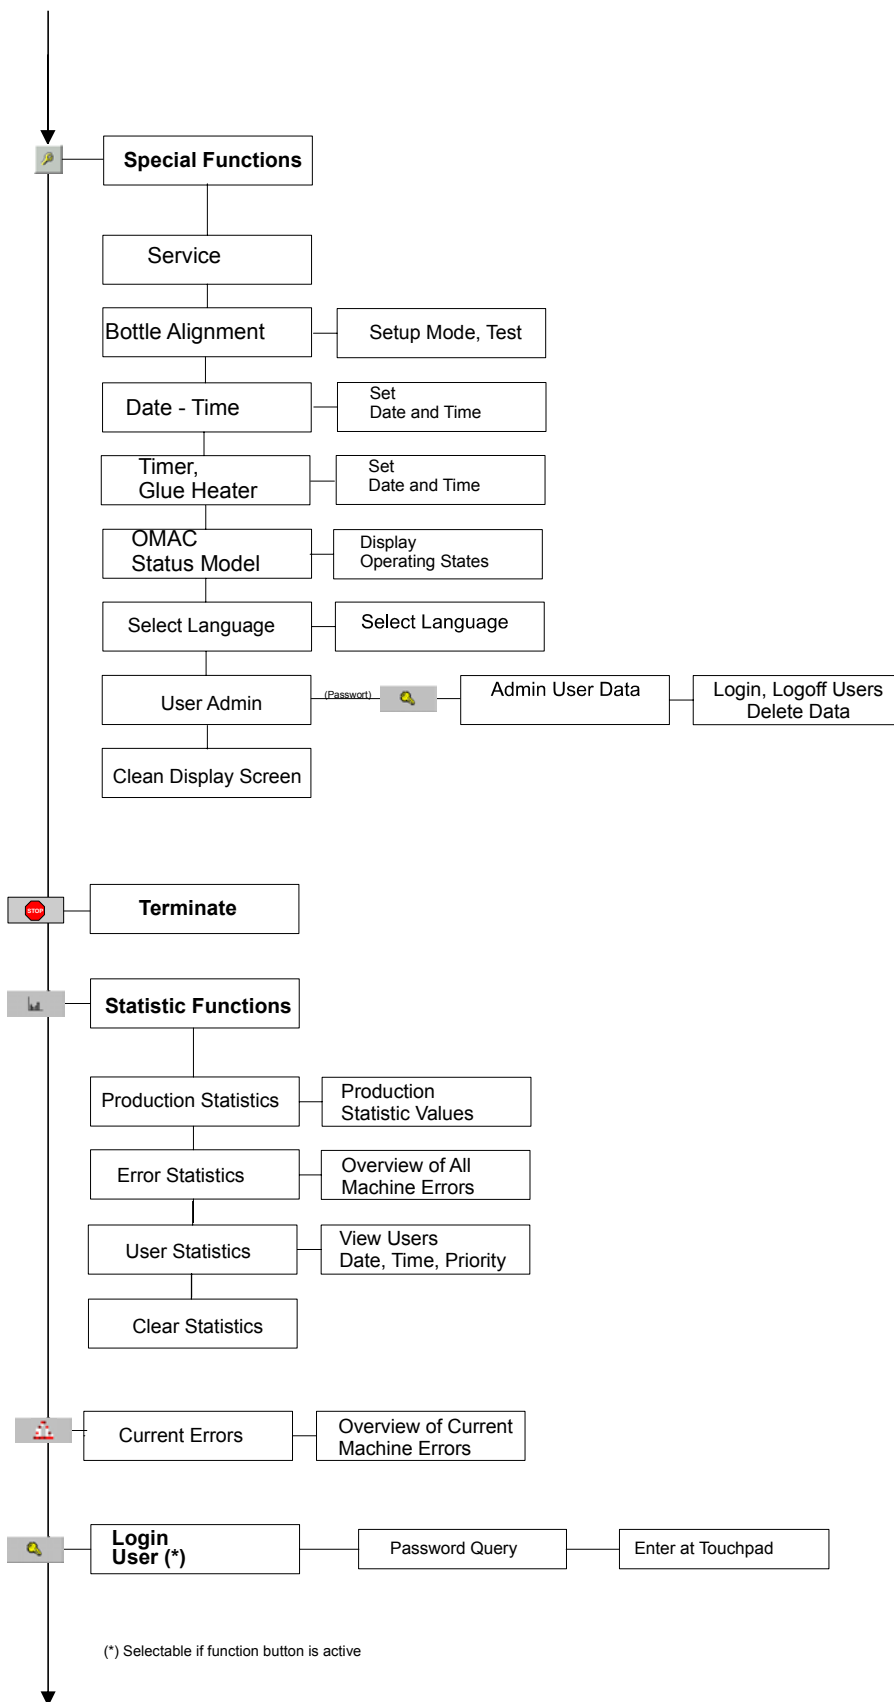 Special Functions
Service
Bottle Alignment
Setup Mode, Test
Date - Time
Set
Date and Time
Timer,
Glue Heater
Set
Date and Time
OMAC
Status Model
Display
Operating States
Select Language
Select Language
User Admin
(Passwort)
Admin User Data
Login, Logoff Users
Delete Data
Clean Display Screen
STOP
Terminate
Statistic Functions
Production Statistics
Production
Statistic Values
Error Statistics
Overview of All
Machine Errors
User Statistics
View Users
Date, Time, Priority
Clear Statistics
Current Errors
Overview of Current
Machine Errors
Login
User (*)
Password Query
Enter at Touchpad
(*) Selectable if function button is active